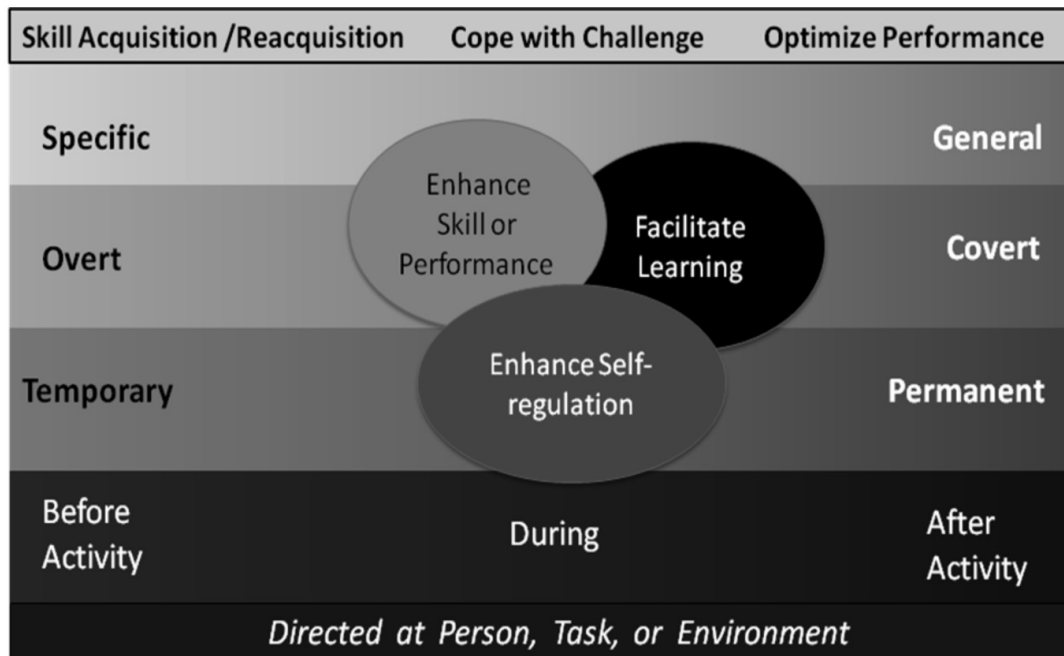 Skill Acquisition /Reacquisition Cope with Challenge Optimize Performance
Specific
General
Enhance
Skill or
Performance
Facilitate
Learning
Overt
Covert
Enhance Self-
regulation
Temporary
Permanent
Before
Activity
During
After
Activity
Directed at Person, Task, or Environment